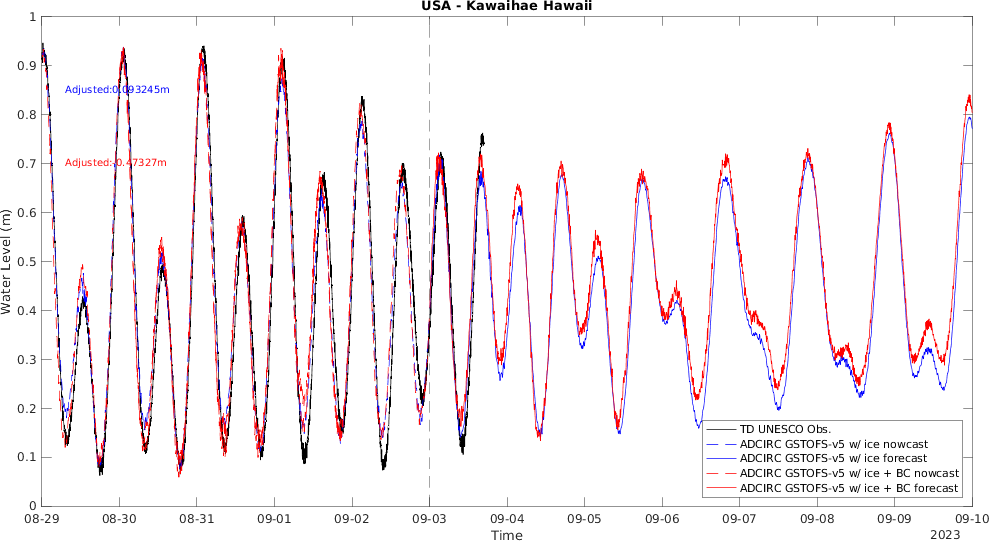 USA - Kawaihae Hawaii
1
0.9
0.8
0.7
0.6
0.5
0.4
0.3
0.2
0.1
0
Water Level (m)
Adjusted:0.093245m
Adjusted:-0.47327m
TD UNESCO Obs.
ADCIRC GSTOFS-v5 w/ ice nowcast
ADCIRC GSTOFS-v5 w/ ice forecast
ADCIRC GSTOFS-v5 w/ ice + BC nowcast
ADCIRC GSTOFS-v5 w/ ice + BC forecast
08-29 08-30 08-31 09-01 09-02 09-03 09-04 09-05 09-06 09-07 09-08 09-09 09-10
Time
2023